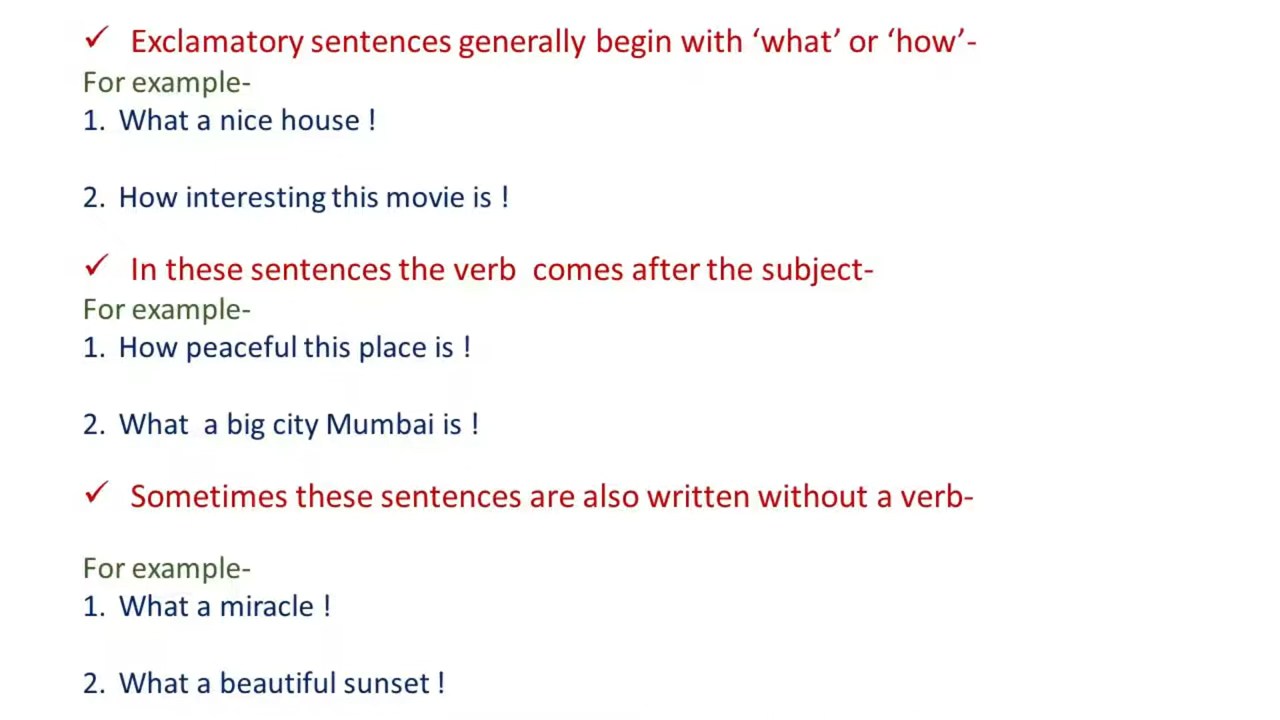 ✓ Exclamatory sentences generally begin with ‘what’ or ‘how’-
For example-
1. What a nice house !
2. How interesting this movie is !
✓ In these sentences the verb  comes after the subject-
For example-
1. How peaceful this place is !
2. What  a big city Mumbai is !
✓ Sometimes these sentences are also written without a verb-
For example-
1. What a miracle !
2. What a beautiful sunset !